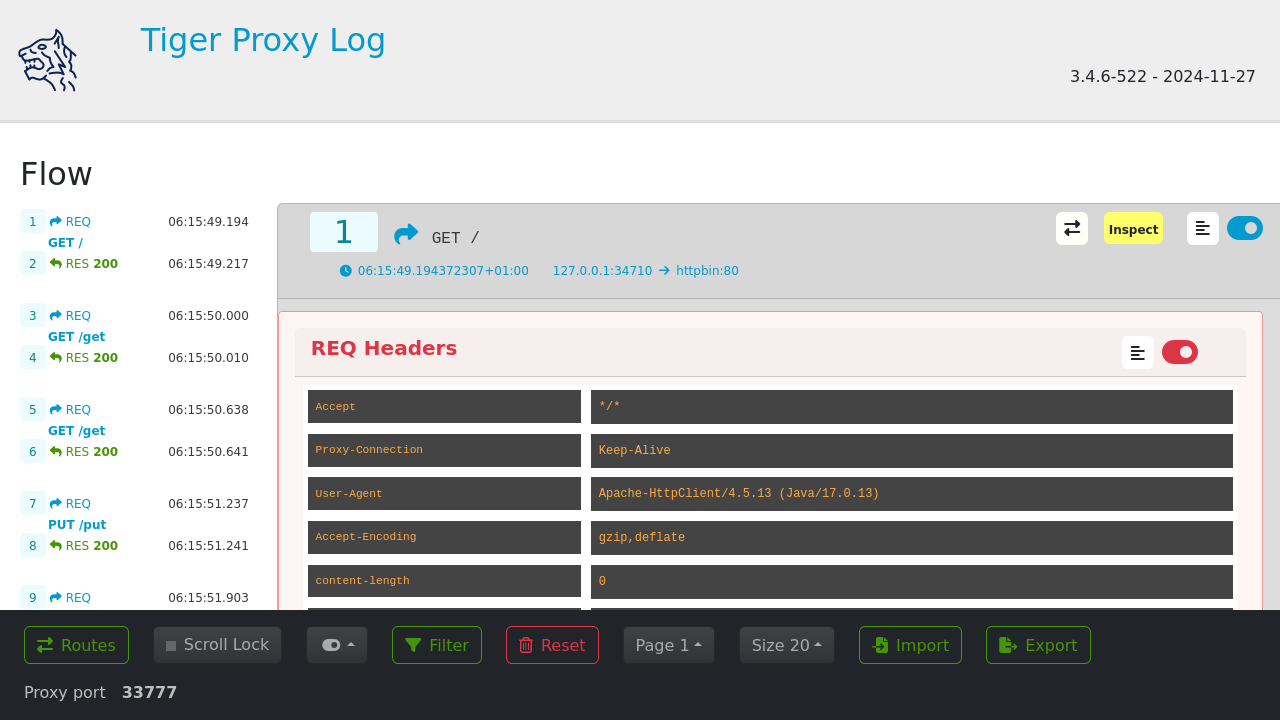 Tiger Proxy Log
3.4.6-522 - 2024-11-27
Flow
1 REQ 06:15:49.194
GET /
2 RES 200 06:15:49.217
3 REQ 06:15:50.000
GET /get
4 RES 200 06:15:50.010
5 REQ 06:15:50.638
GET /get
6 RES 200 06:15:50.641
7 REQ 06:15:51.237
PUT /put
8 RES 200 06:15:51.241
9 REQ 06:15:51.903
1 GET / Inspect
06:15:49.194372307+01:00 127.0.0.1:34710 → httpbin:80
REQ Headers
Accept */*
Proxy-Connection Keep-Alive
User-Agent Apache-HttpClient/4.5.13 (Java/17.0.13)
Accept-Encoding gzip,deflate
content-length 0
Routes Scroll Lock Filter Reset Page 1 Size 20 Import Export
Proxy port 33777